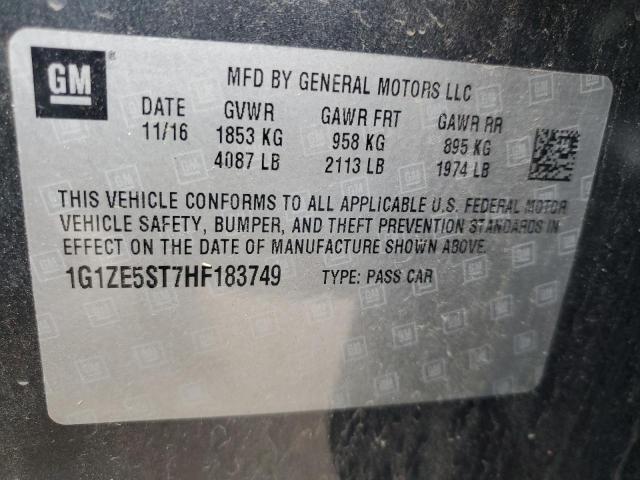 GM ®
MFD BY GENERAL MOTORS LLC
DATE GVWR GAWR FRT GAWR RR
11/16 1853 KG 958 KG 895 KG
4087 LB 2113 LB 1974 LB
THIS VEHICLE CONFORMS TO ALL APPLICABLE U.S. FEDERAL MOTOR
VEHICLE SAFETY, BUMPER, AND THEFT PREVENTION STANDARDS IN
EFFECT ON THE DATE OF MANUFACTURE SHOWN ABOVE.
1G1ZE5ST7HF183749 TYPE: PASS CAR